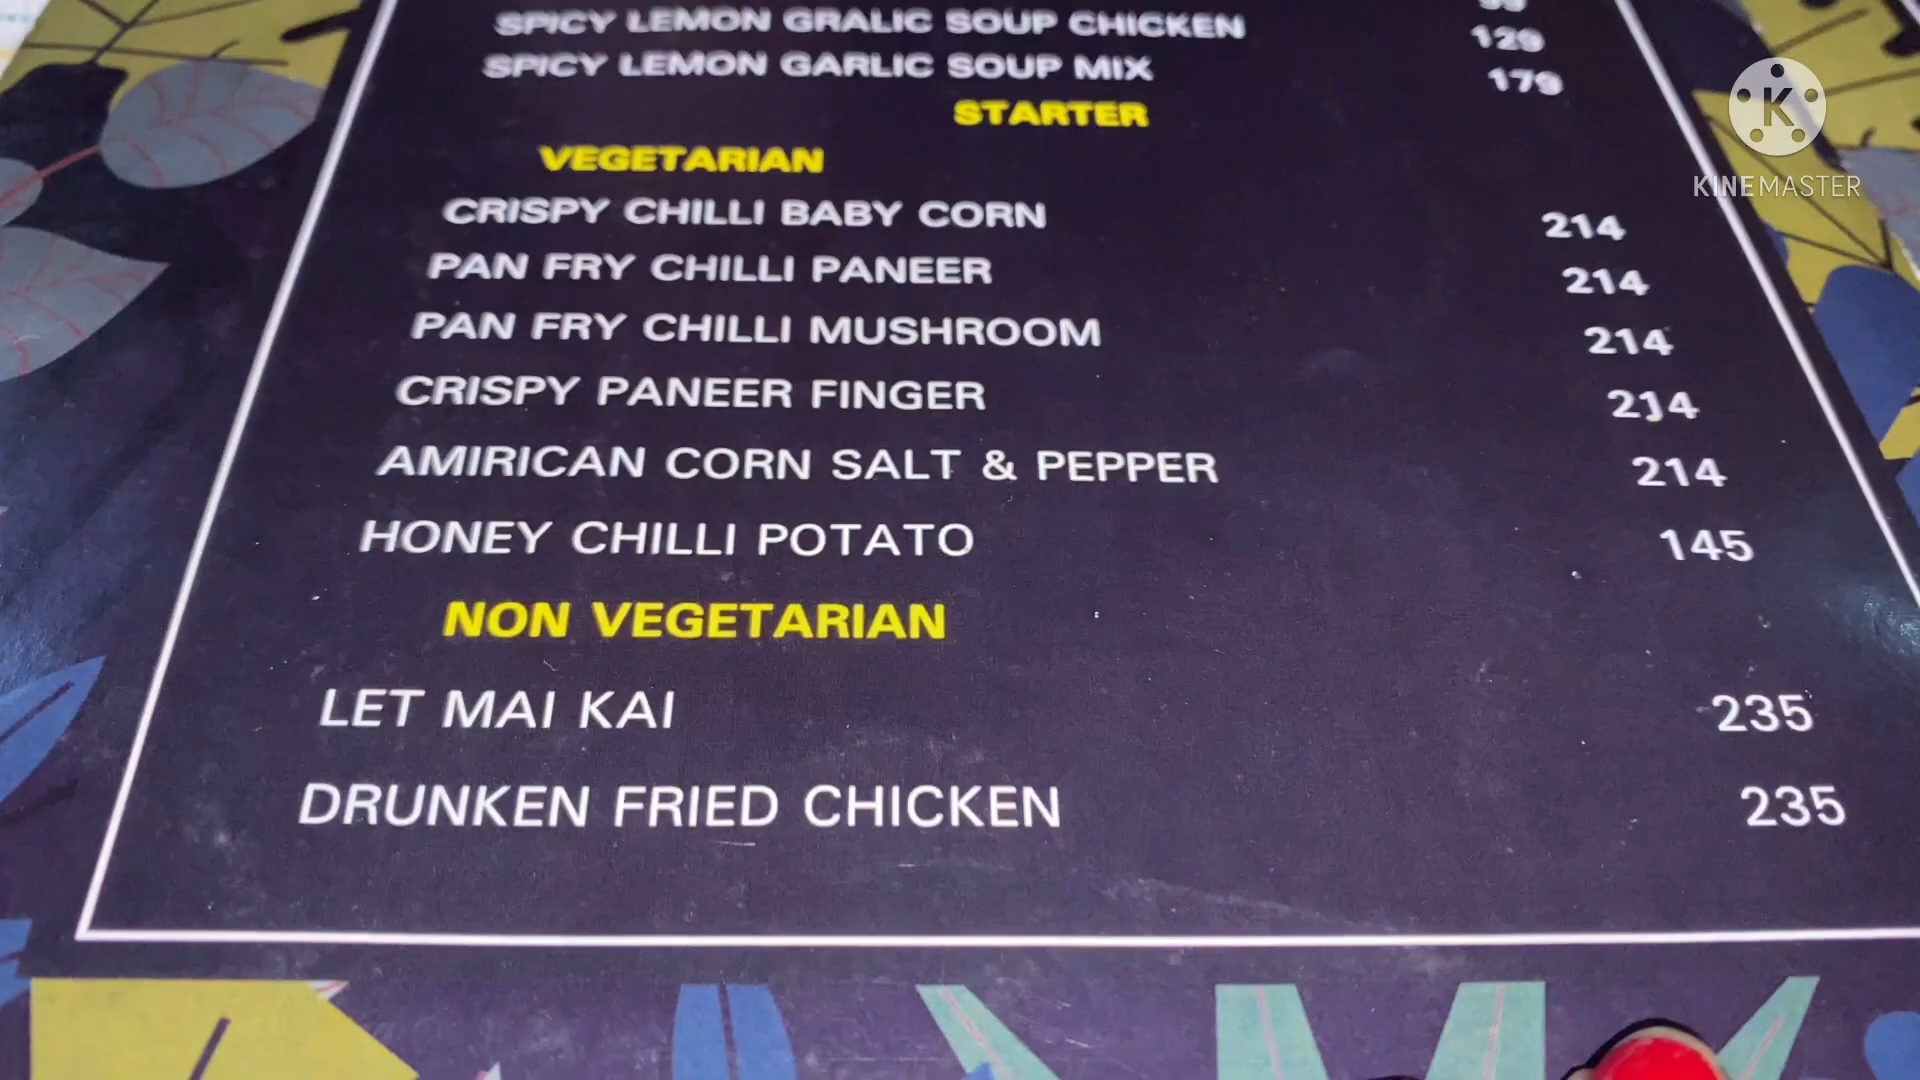 SPICY LEMON GRALIC SOUP CHICKEN 129
SPICY LEMON GARLIC SOUP MIX 179
STARTER
VEGETARIAN
CRISPY CHILLI BABY CORN 214
PAN FRY CHILLI PANEER 214
PAN FRY CHILLI MUSHROOM 214
CRISPY PANEER FINGER 214
AMIRICAN CORN SALT & PEPPER 214
HONEY CHILLI POTATO 145
NON VEGETARIAN
LET MAI KAI 235
DRUNKEN FRIED CHICKEN 235
K
KINEMASTER